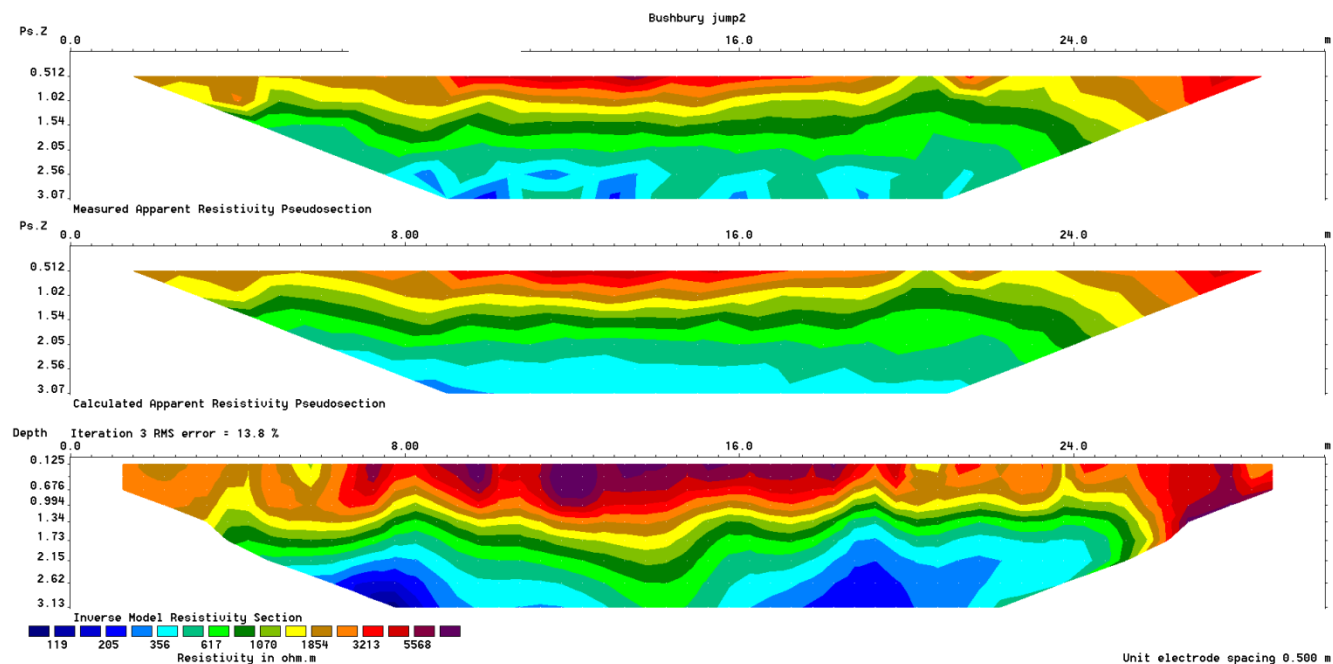 Bushbury jump2
Ps.Z 0.0 16.0 24.0 m
0.512
1.02
1.54
2.05
2.56
3.07
Measured Apparent Resistivity Pseudosection
Ps.Z 8.00 16.0 24.0 m
0.512
1.02
1.54
2.05
2.56
3.07
Calculated Apparent Resistivity Pseudosection
Depth Iteration 3 RMS error = 13.8 %
0.0 8.00 16.0 24.0 m
0.125
0.676
0.994
1.34
1.73
2.15
2.62
3.13
Inverse Model Resistivity Section
119 205 356 617 1070 1854 3213 5568
Resistivity in ohm.m Unit electrode spacing 0.500 m